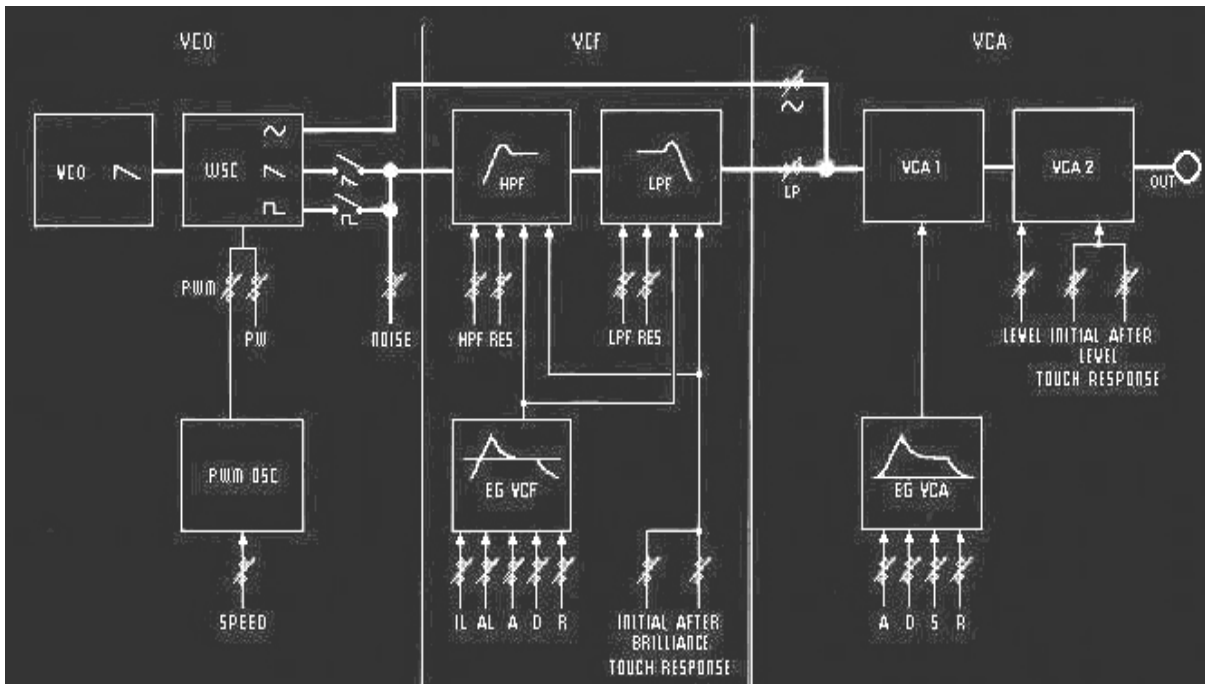 VCO
VCF
VCA
VCO
WSC
HPF
LPF
LP
VCA 1
VCA 2
OUT
PWM
PW
NOISE
HPF RES
LPF RES
LEVEL INITIAL AFTER
LEVEL
TOUCH RESPONSE
PWM OSC
EG VCF
EG VCA
SPEED
IL AL A D R
INITIAL AFTER
BRILLIANCE
TOUCH RESPONSE
A D S R